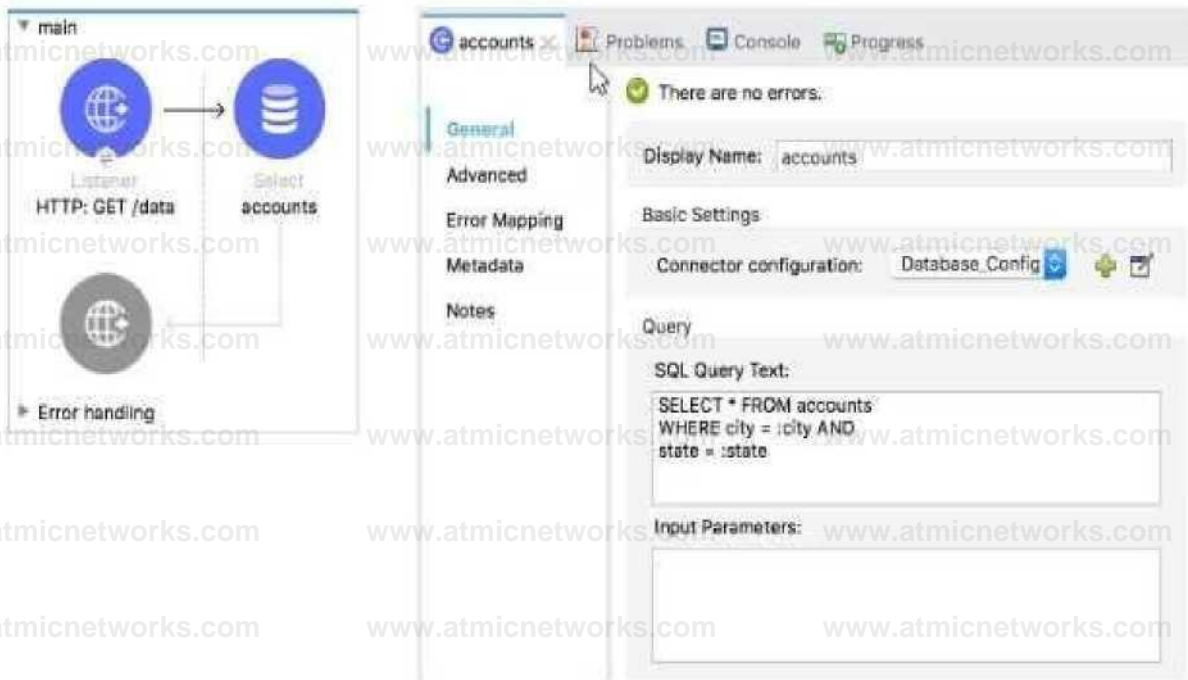 main
Listener
HTTP: GET /data
Select
accounts
Error handling
accounts
Problems
Console
Progress
There are no errors.
General
Advanced
Error Mapping
Metadata
Notes
Display Name: accounts
Basic Settings
Connector configuration: Database_Config
Query
SQL Query Text:
SELECT * FROM accounts
WHERE city = :city AND
state = :state
Input Parameters:
www.atmicnetworks.com